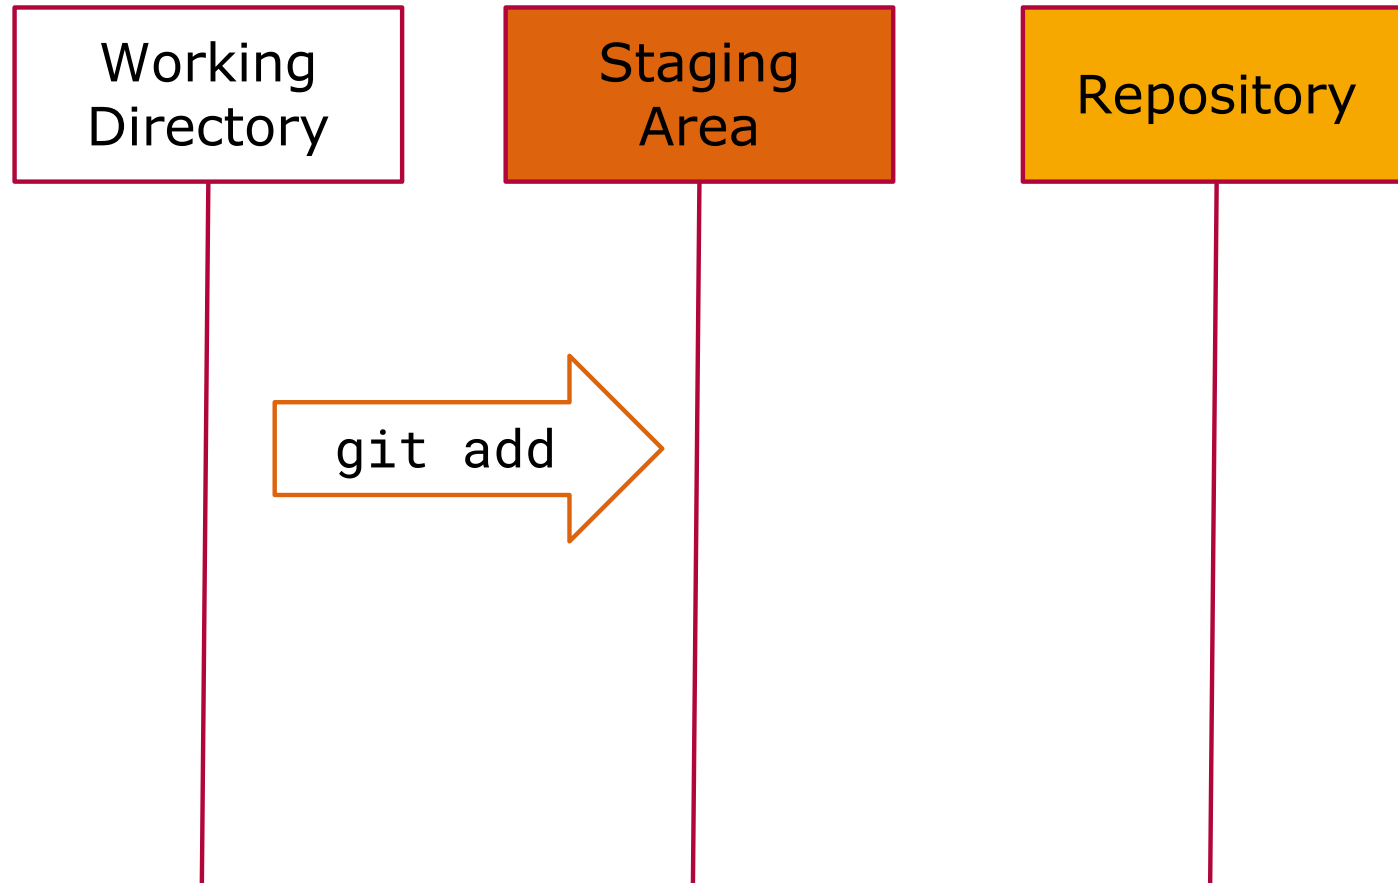 Working
Directory
Staging
Area
Repository
git add